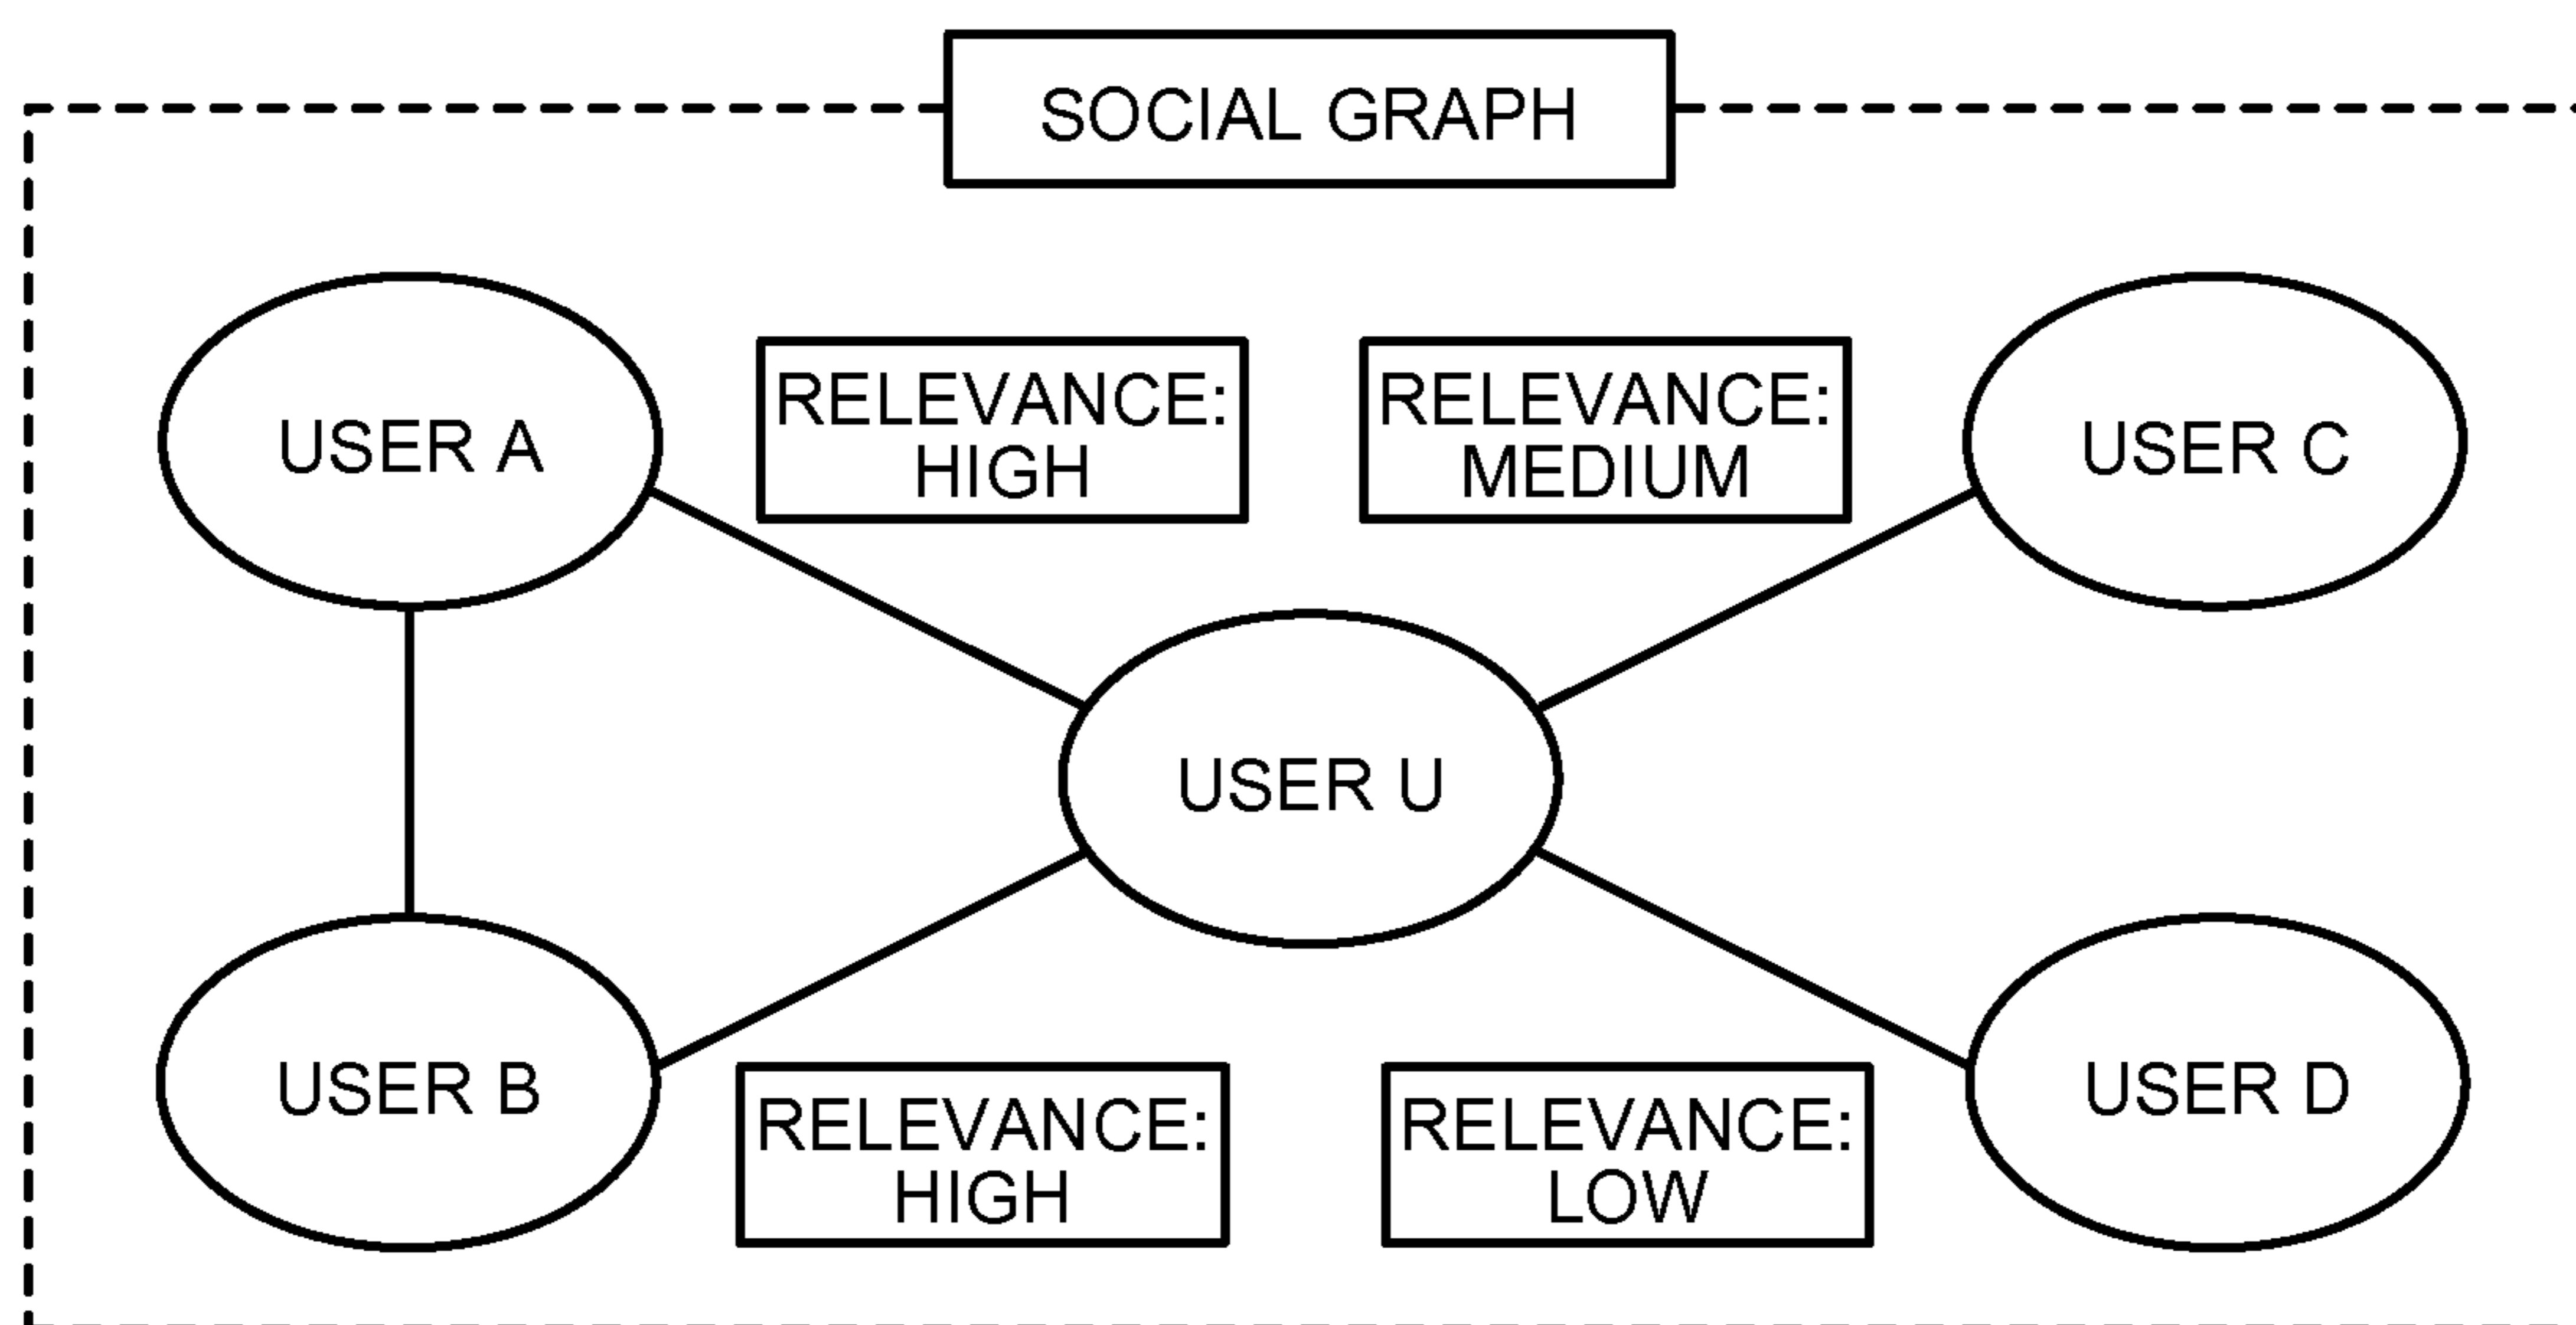 SOCIAL GRAPH
USER A
RELEVANCE:
HIGH
RELEVANCE:
MEDIUM
USER C
USER U
USER B
RELEVANCE:
HIGH
RELEVANCE:
LOW
USER D